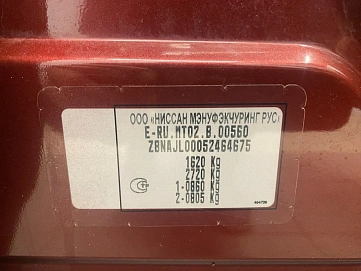 ООО «НИССАН МЭНУФЭКЧУРИНГ РУС»
E-RU.MT02.B.00560
Z8NAJL00052464675
1620 Kg
2720 Kg
1-0860 Kg
2-0805 Kg